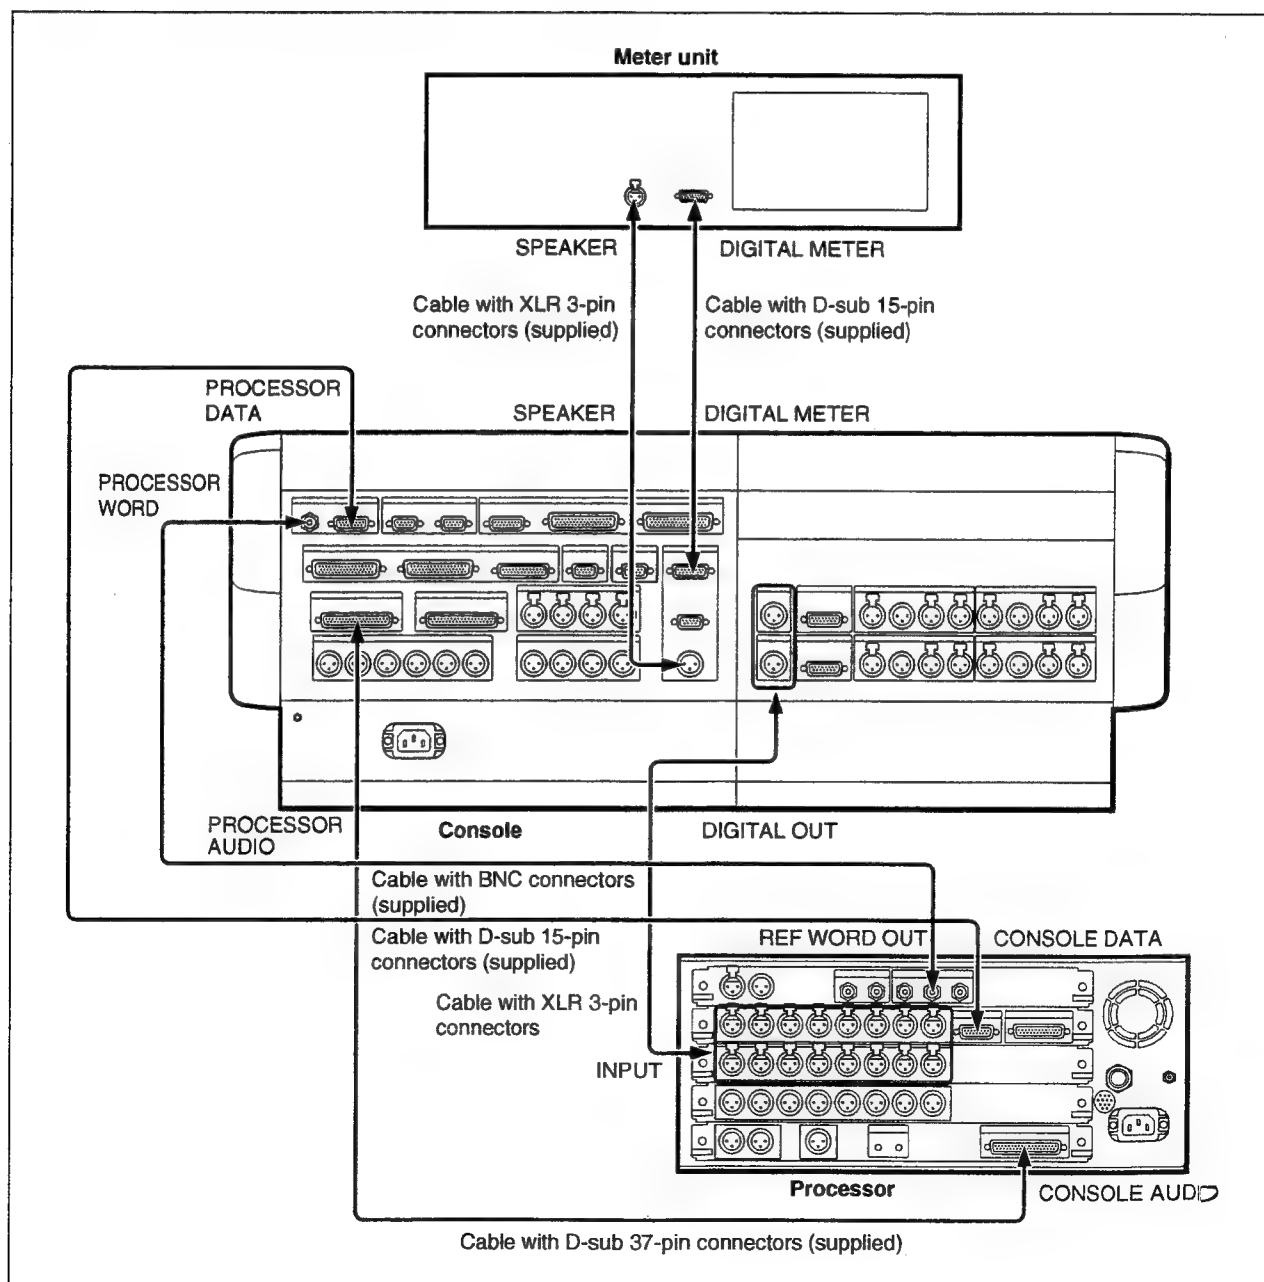 Meter unit
SPEAKER
DIGITAL METER
Cable with XLR 3-pin
connectors (supplied)
Cable with D-sub 15-pin
connectors (supplied)
PROCESSOR
DATA
SPEAKER
DIGITAL METER
PROCESSOR
WORD
PROCESSOR
AUDIO
Console
DIGITAL OUT
Cable with BNC connectors
(supplied)
Cable with D-sub 15-pin
connectors (supplied)
REF WORD OUT
CONSOLE DATA
Cable with XLR 3-pin
connectors
INPUT
Processor
CONSOLE AUDIO
Cable with D-sub 37-pin connectors (supplied)